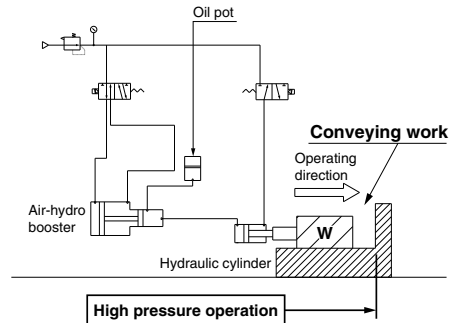 Oil pot
Conveying work
Operating
direction
Air-hydro
booster
W
Hydraulic cylinder
High pressure operation